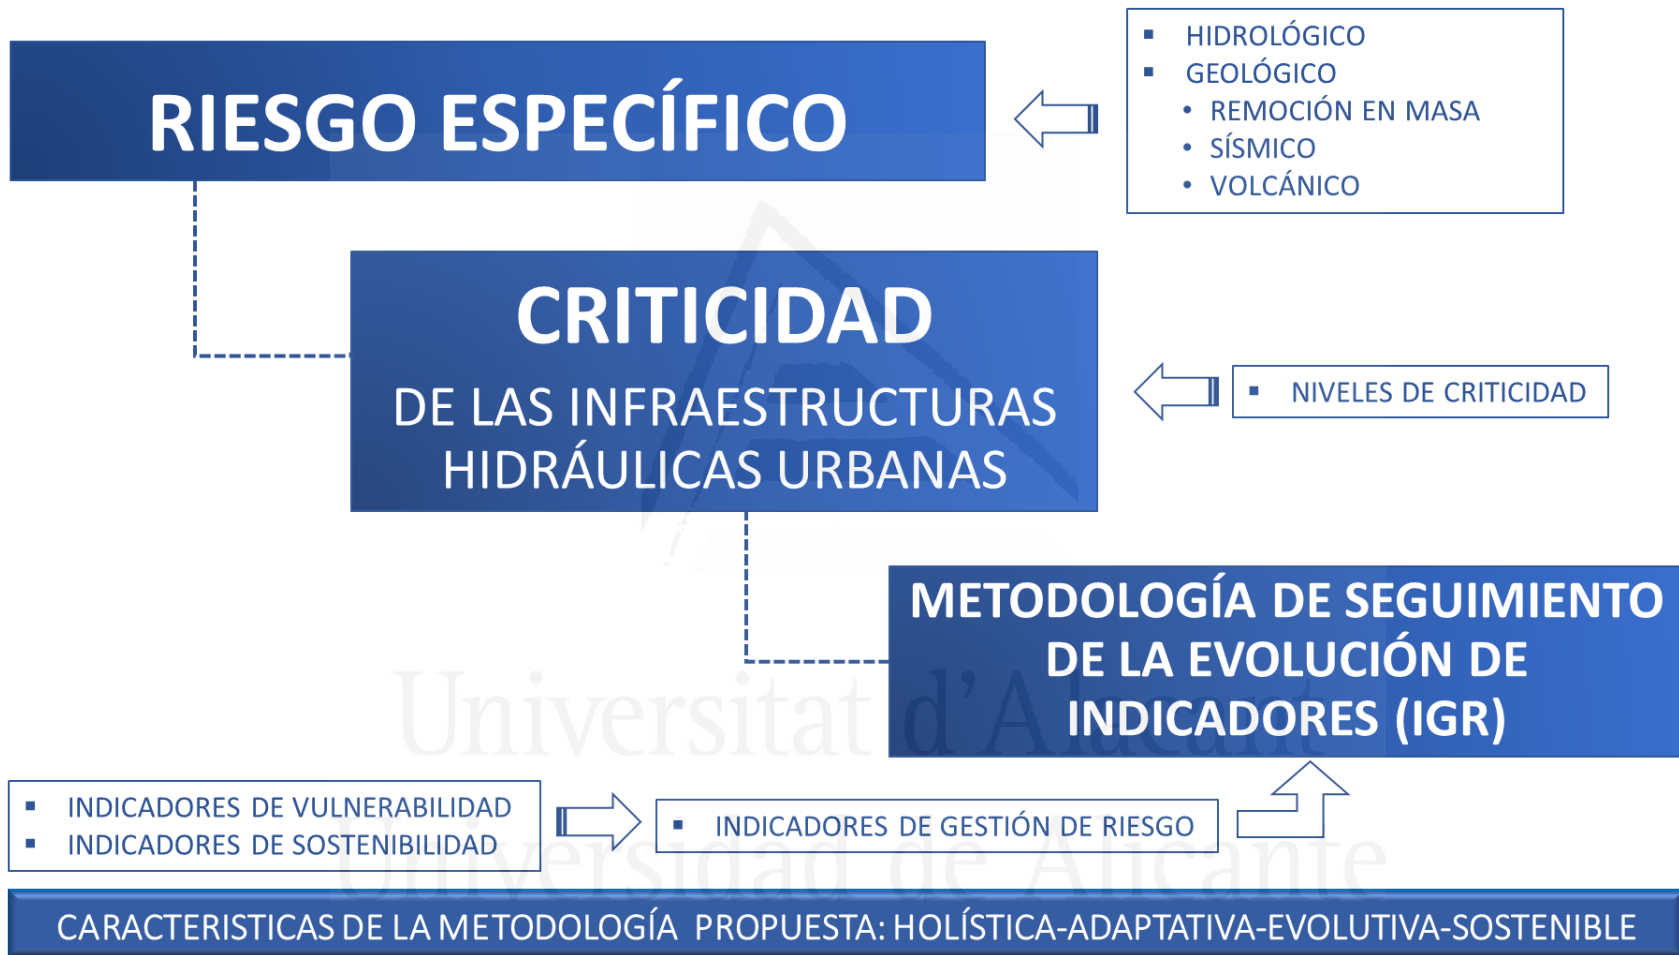 ▪ HIDROLÓGICO
▪ GEOLÓGICO
• REMOCIÓN EN MASA
• SÍSMICO
• VOLCÁNICO
RIESGO ESPECÍFICO
CRITICIDAD
DE LAS INFRAESTRUCTURAS
HIDRÁULICAS URBANAS
▪ NIVELES DE CRITICIDAD
METODOLOGÍA DE SEGUIMIENTO
DE LA EVOLUCIÓN DE
INDICADORES (IGR)
Universitat d'Alacant
▪ INDICADORES DE VULNERABILIDAD
▪ INDICADORES DE SOSTENIBILIDAD
▪ INDICADORES DE GESTIÓN DE RIESGO
Universidad de Alicante
CARACTERISTICAS DE LA METODOLOGÍA PROPUESTA: HOLÍSTICA-ADAPTATIVA-EVOLUTIVA-SOSTENIBLE